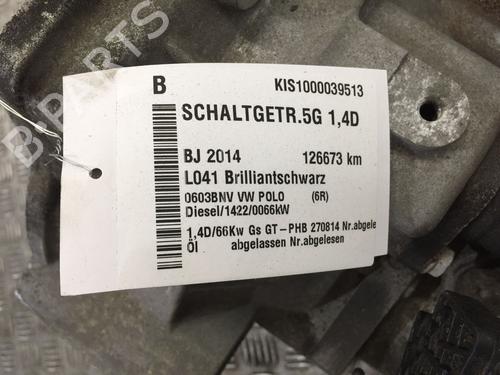 B PARTS
B KIS1000039513
SCHALTGETR.5G 1,4D
BJ 2014 126673 km
L041 Brilliantschwarz
0603BNV VW POLO (6R)
Diesel/1422/0066kW
1,4D/66Kw Gs GT-PHB 270814 Nr.abgele
Öl abgelassen Nr.abgelesen